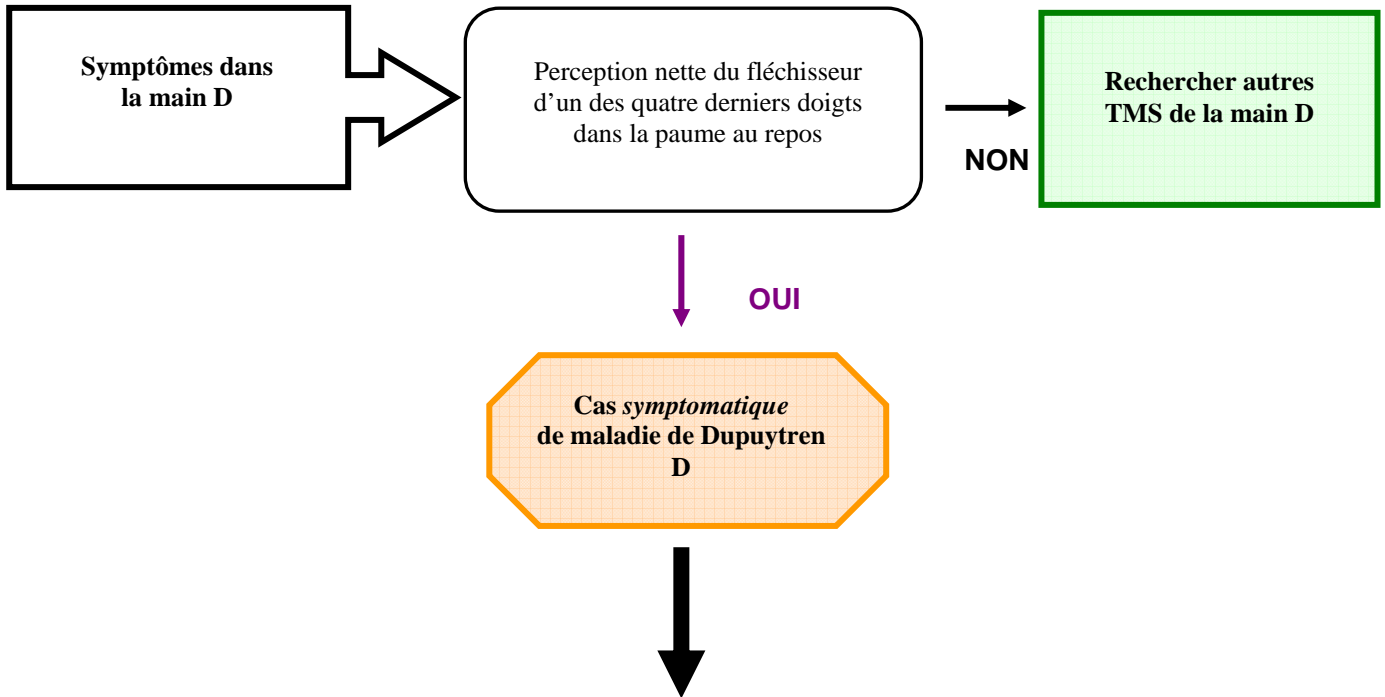 Symptômes dans
la main D
Perception nette du fléchisseur
d'un des quatre derniers doigts
dans la paume au repos
NON
Rechercher autres
TMS de la main D
OUI
Cas symptomatique
de maladie de Dupuytren
D